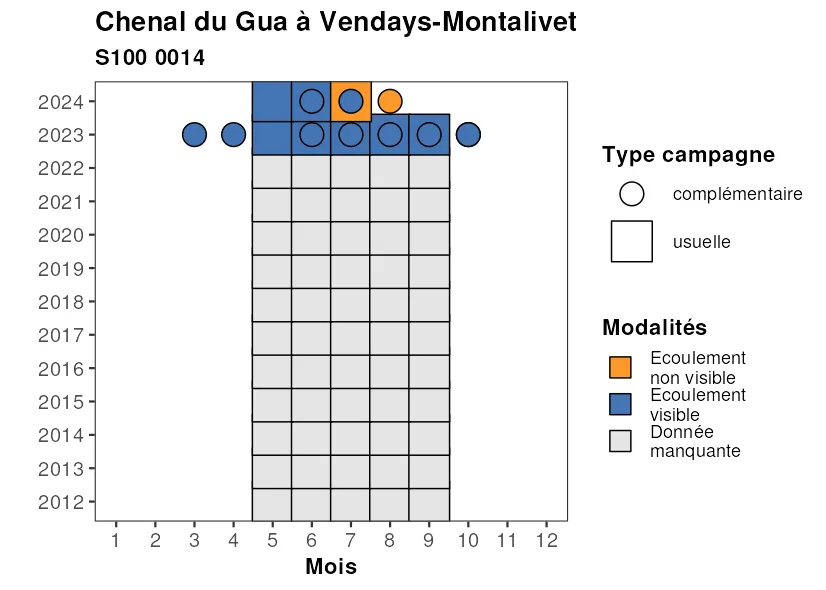 Chenal du Gua à Vendays-Montalivet
S100 0014
2024
2023
2022
2021
2020
2019
2018
2017
2016
2015
2014
2013
2012
1 2 3 4 5 6 7 8 9 10 11 12
Mois
Type campagne
complémentaire
usuelle
Modalités
Ecoulement
non visible
Ecoulement
visible
Donnée
manquante